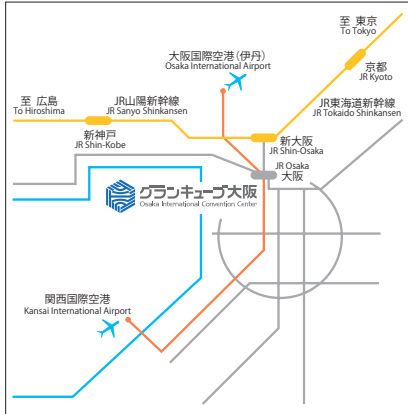 至 東京
To Tokyo
大阪国際空港(伊丹)
Osaka International Airport
京都
JR Kyoto
至 広島
To Hiroshima
JR山陽新幹線
JR Sanyo Shinkansen
JR東海道新幹線
JR Tokaido Shinkansen
新神戸
JR Shin-Kobe
新大阪
JR Shin-Osaka
JR Osaka
大阪
グランキューブ大阪
Osaka International Convention Center
関西国際空港
Kansai International Airport